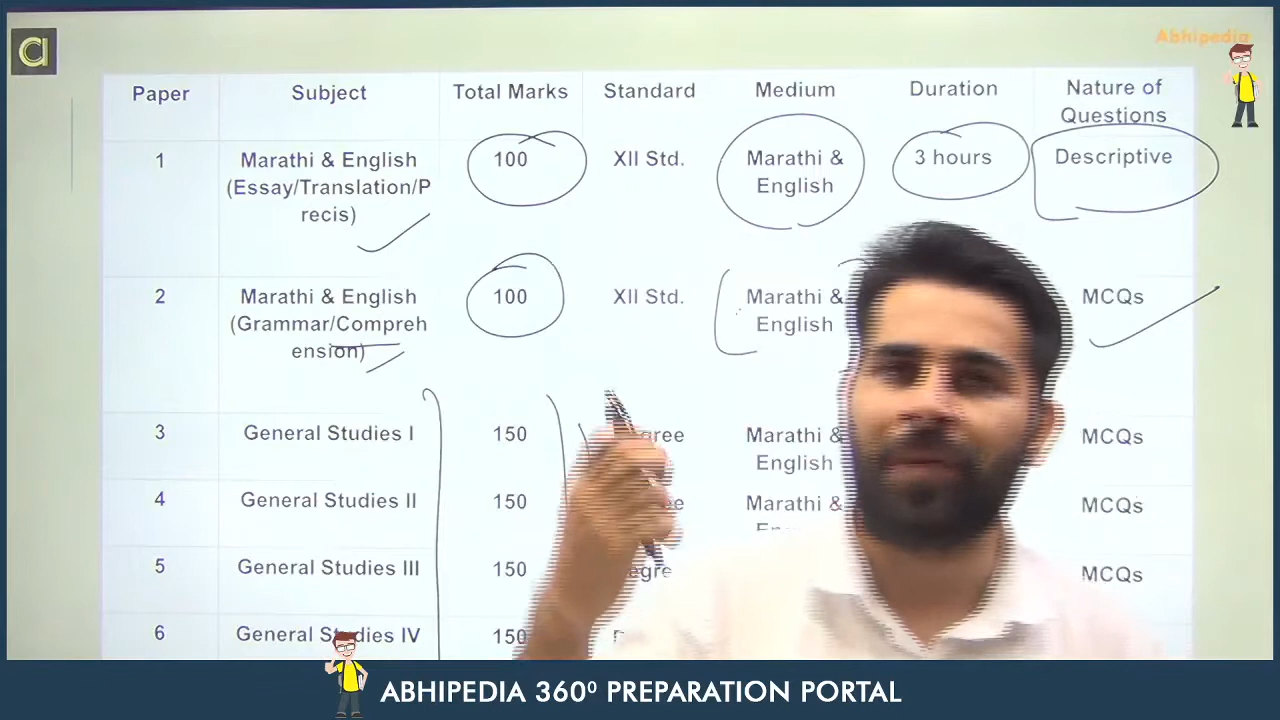 Abhipedia
Paper Subject Total Marks Standard Medium Duration Nature of
Questions
1 Marathi & English 100 XII Std. Marathi & 3 hours Descriptive
(Essay/Translation/P English
recis)
2 Marathi & English 100 XII Std. Marathi & MCQs
(Grammar/Compreh English
ension)
3 General Studies I 150 Marathi & MCQs
English
4 General Studies II 150 Marathi & MCQs
5 General Studies III 150 MCQs
6 General Studies IV 150
ABHIPEDIA 360⁰ PREPARATION PORTAL